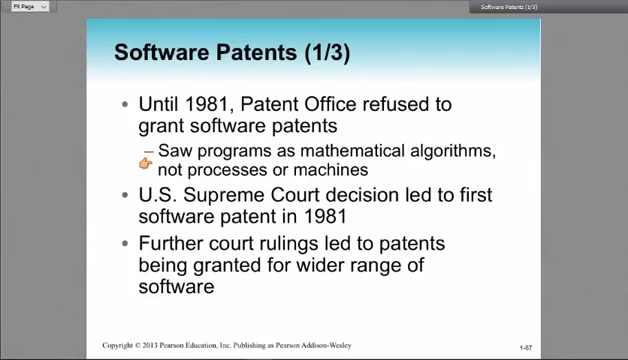 Fit Page
Software Patents (1/3)
Software Patents (1/3)
• Until 1981, Patent Office refused to
grant software patents
– Saw programs as mathematical algorithms,
not processes or machines
• U.S. Supreme Court decision led to first
software patent in 1981
• Further court rulings led to patents
being granted for wider range of
software
Copyright © 2013 Pearson Education, Inc. Publishing as Pearson Addison-Wesley
1-87